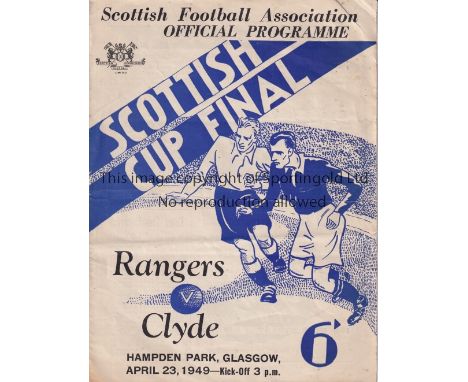 Scottish Football Association
OFFICIAL PROGRAMME
SCOTTISH
CUP FINAL
This image copyright of sportingold Ltd
No reproduction allowed
Rangers
V
Clyde
6ᴰ
HAMPDEN PARK, GLASGOW,
APRIL 23, 1949—Kick-Off 3 p.m.